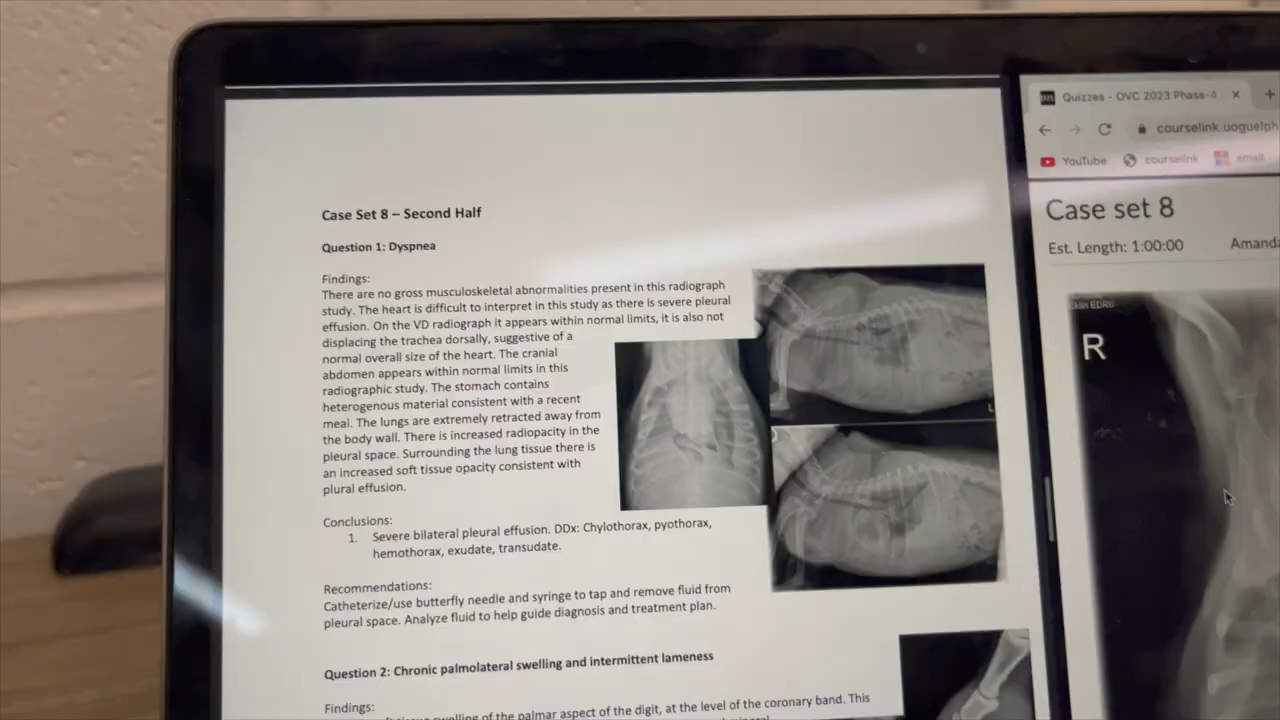 Case Set 8 – Second Half
Question 1: Dyspnea
Findings:
There are no gross musculoskeletal abnormalities present in this radiograph
study. The heart is difficult to interpret in this study as there is severe pleural
effusion. On the VD radiograph it appears within normal limits, it is also not
displacing the trachea dorsally, suggestive of a
normal overall size of the heart. The cranial
abdomen appears within normal limits in this
radiographic study. The stomach contains
heterogenous material consistent with a recent
meal. The lungs are extremely retracted away from
the body wall. There is increased radiopacity in the
pleural space. Surrounding the lung tissue there is
an increased soft tissue opacity consistent with
plural effusion.
Conclusions:
1. Severe bilateral pleural effusion. DDx: Chylothorax, pyothorax,
hemothorax, exudate, transudate.
Recommendations:
Catheterize/use butterfly needle and syringe to tap and remove fluid from
pleural space. Analyze fluid to help guide diagnosis and treatment plan.
Question 2: Chronic palmolateral swelling and intermittent lameness
Findings:
swelling of the palmar aspect of the digit, at the level of the coronary band. This
Quizzes - OVC 2023 Phase-4
courselink.uoguelph
YouTube courselink email
Case set 8
Est. Length: 1:00:00 Amanda
R